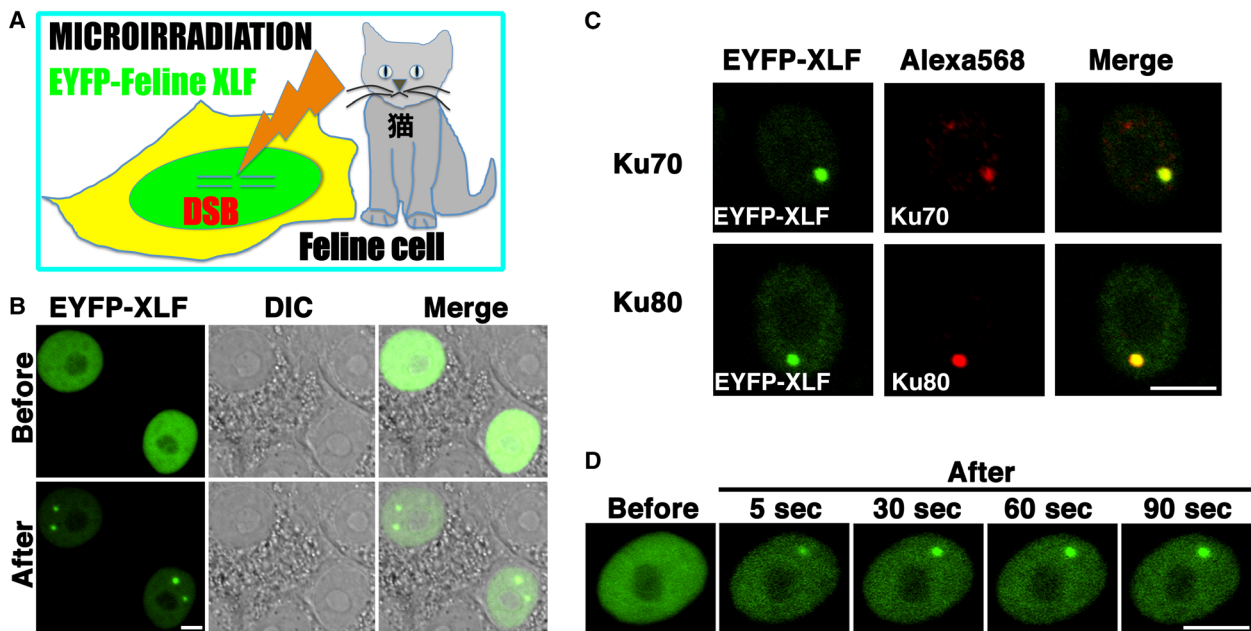 A
MICROIRRADIATION
EYFP-Feline XLF
猫
DSB
Feline cell
B
EYFP-XLF DIC Merge
Before
After
C
EYFP-XLF Alexa568 Merge
Ku70
EYFP-XLF Ku70
Ku80
EYFP-XLF Ku80
D
After
Before 5 sec 30 sec 60 sec 90 sec